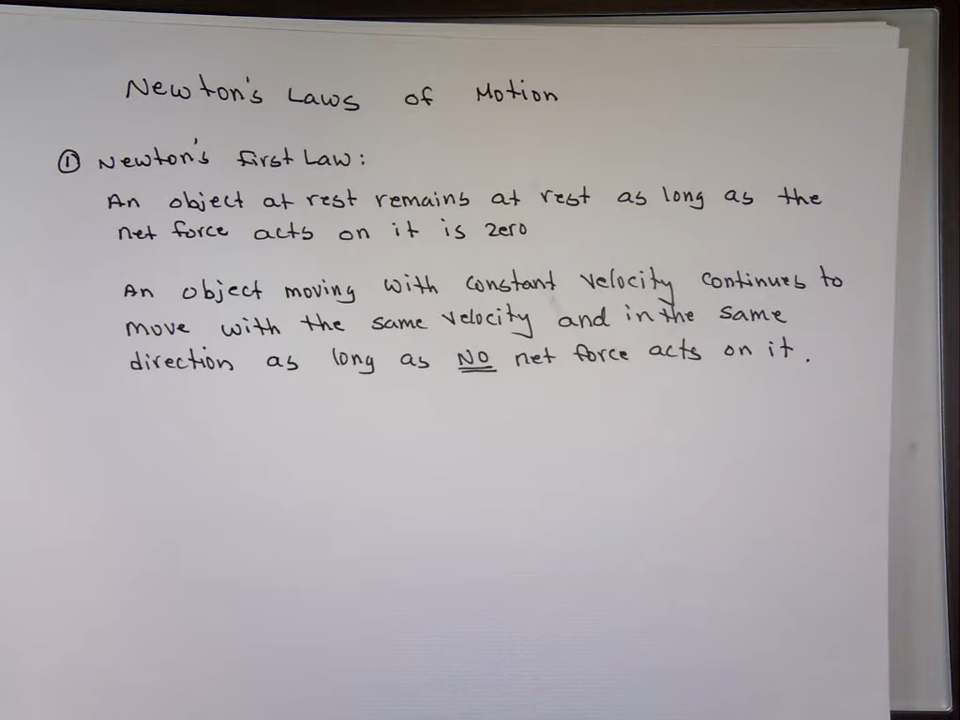 Newton's Laws of Motion
① Newton's first Law:
An object at rest remains at rest as long as the
net force acts on it is zero
An object moving with constant velocity continues to
move with the same velocity and in the same
direction as long as NO net force acts on it.